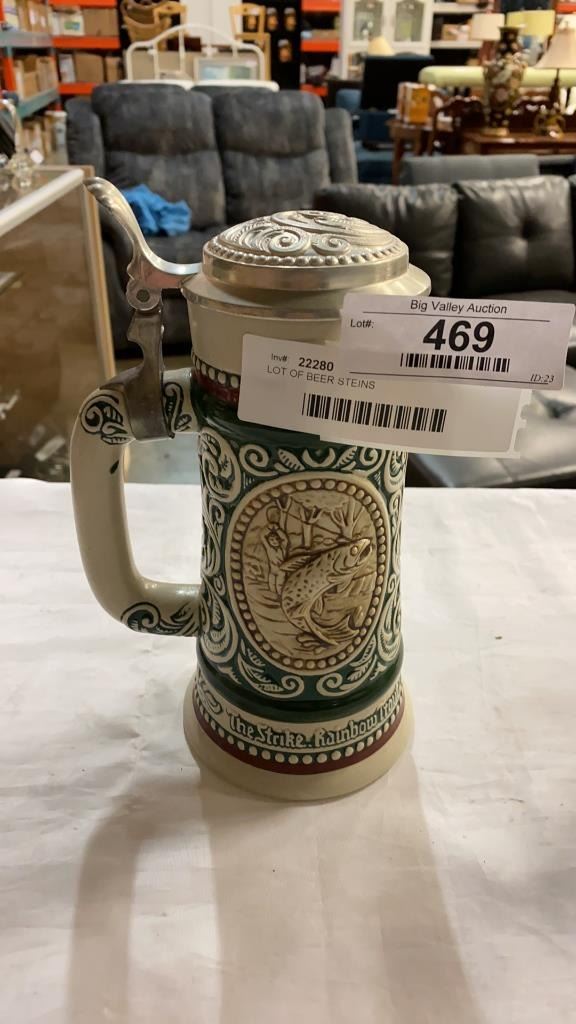 Big Valley Auction
Lot#:
469
ID:23
Inv#: 22280
LOT OF BEER STEINS
The Strike: Rainbow